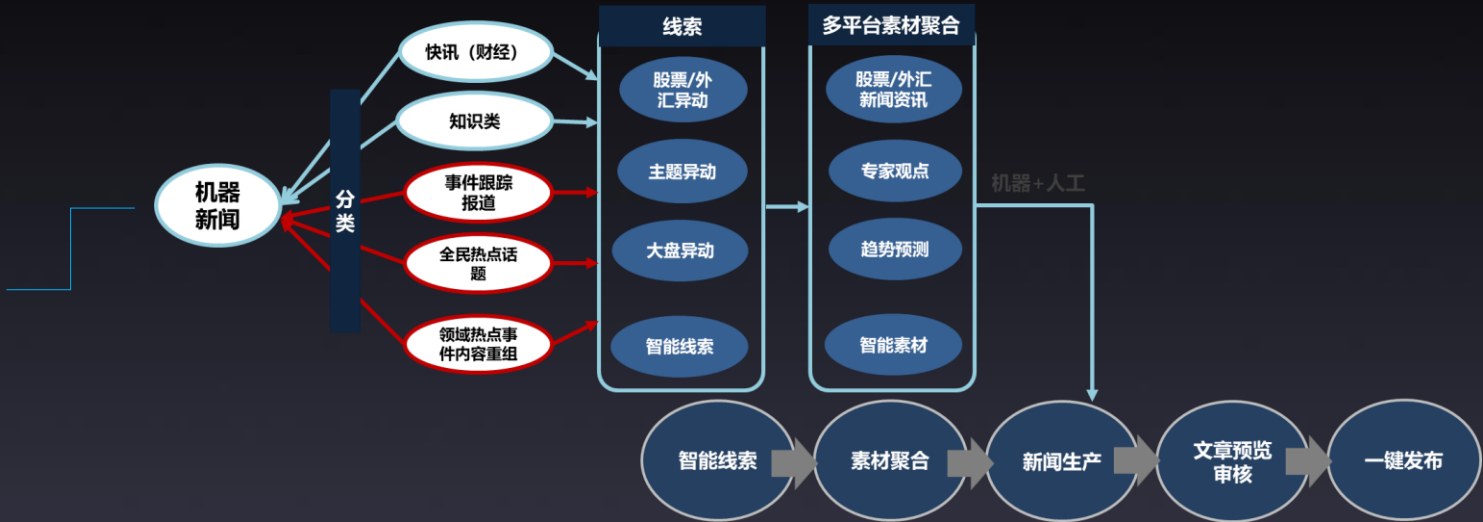 机器
新闻
分
类
快讯（财经）
知识类
事件跟踪
报道
全民热点话
题
领域热点事
件内容重组
线索
股票/外
汇异动
主题异动
大盘异动
智能线索
多平台素材聚合
股票/外汇
新闻资讯
专家观点
趋势预测
智能素材
机器+人工
智能线索
素材聚合
新闻生产
文章预览
审核
一键发布